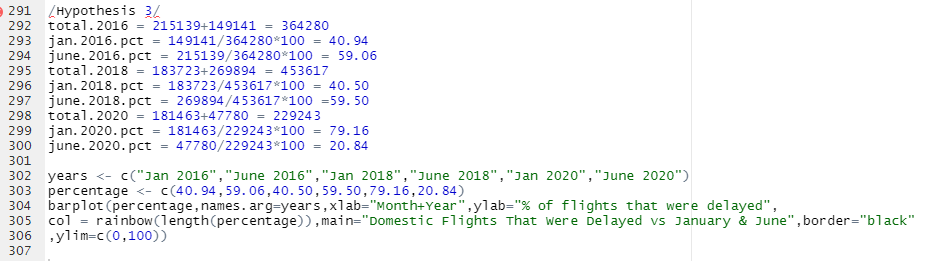 291 /Hypothesis 3/
292 total.2016 = 215139+149141 = 364280
293 jan.2016.pct = 149141/364280*100 = 40.94
294 june.2016.pct = 215139/364280*100 = 59.06
295 total.2018 = 183723+269894 = 453617
296 jan.2018.pct = 183723/453617*100 = 40.50
297 june.2018.pct = 269894/453617*100 =59.50
298 total.2020 = 181463+47780 = 229243
299 jan.2020.pct = 181463/229243*100 = 79.16
300 june.2020.pct = 47780/229243*100 = 20.84
301
302 years <- c("Jan 2016","June 2016","Jan 2018","June 2018","Jan 2020","June 2020")
303 percentage <- c(40.94,59.06,40.50,59.50,79.16,20.84)
304 barplot(percentage,names.arg=years,xlab="Month+Year",ylab="% of flights that were delayed",
305 col = rainbow(length(percentage)),main="Domestic Flights That Were Delayed vs January & June",border="black"
306 ,ylim=c(0,100))
307